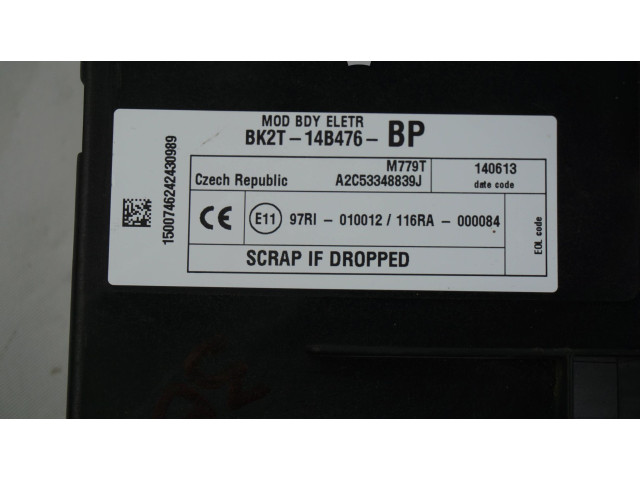 MOD BDY ELETR
BK2T-14B476- BP
M779T
Czech Republic A2C53348839J
140613
date code
CE E11 97RI - 010012 / 116RA - 000084
EOL code
SCRAP IF DROPPED
1500746242430989